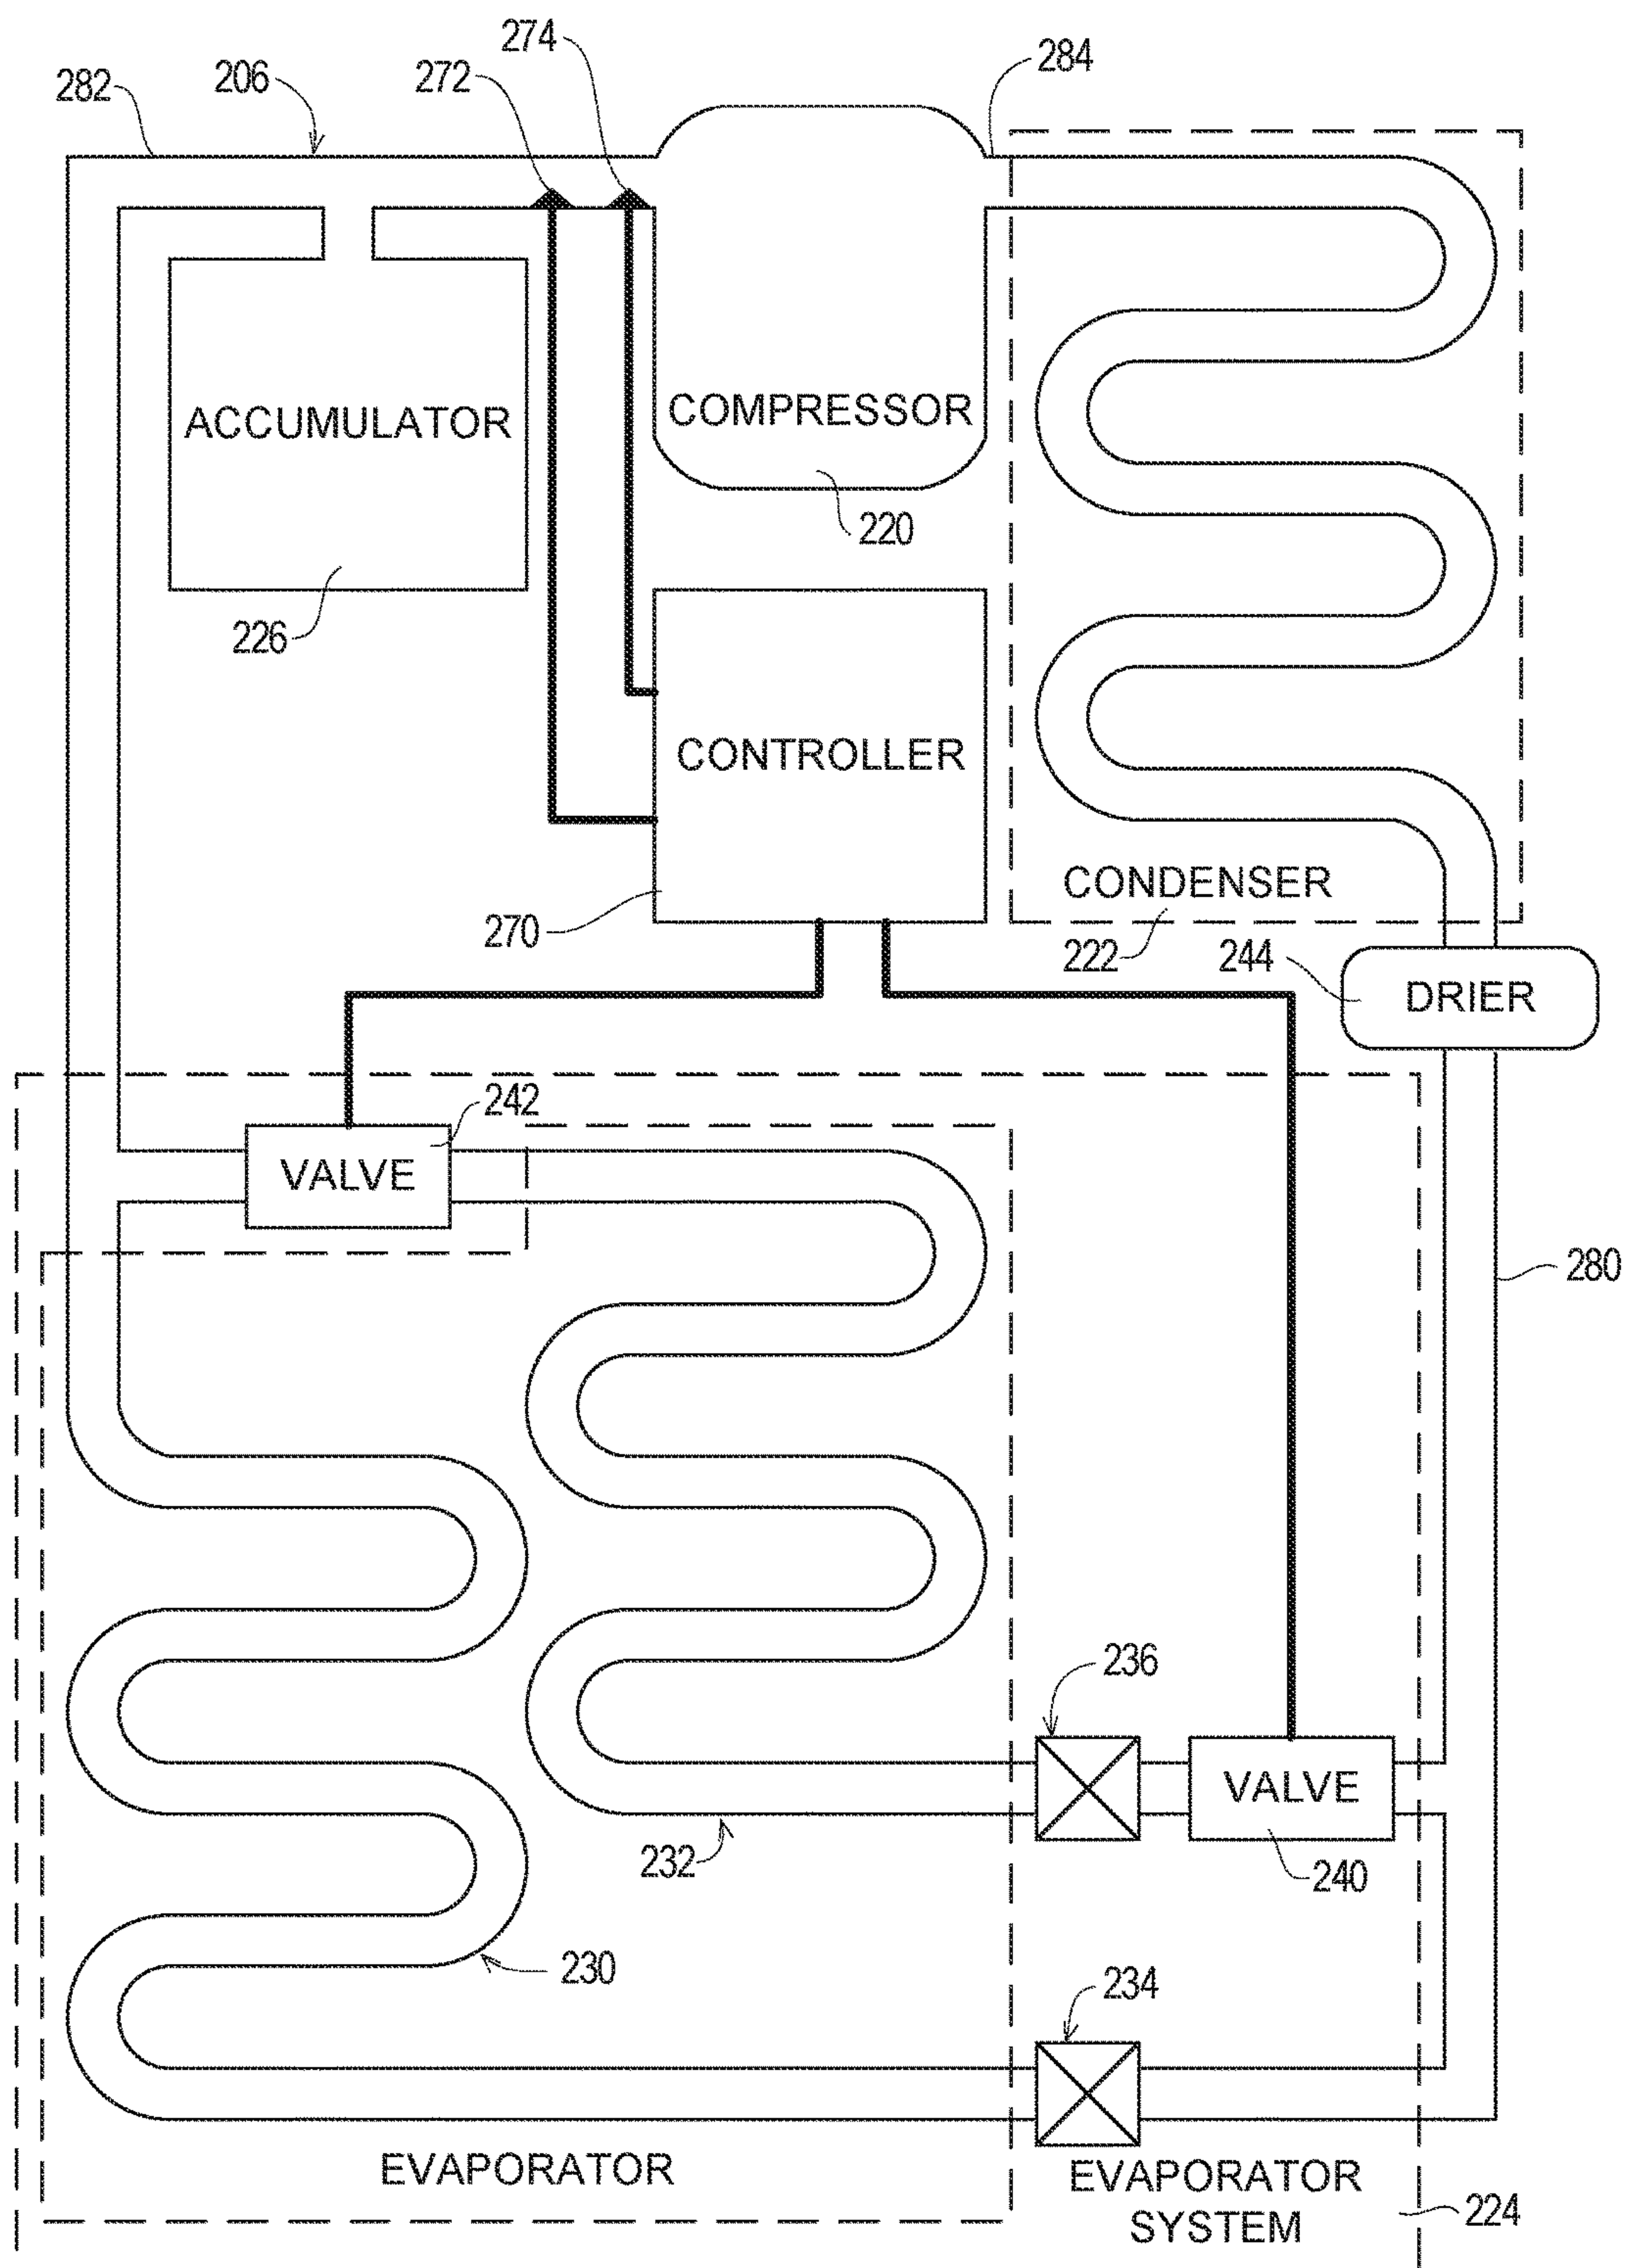 274
284
206
272
282
ACCUMULATOR
COMPRESSOR
220
226
CONTROLLER
CONDENSER
270
222
244
DRIER
242
VALVE
280
236
VALVE
232
240
230
234
EVAPORATOR
EVAPORATOR
SYSTEM
224